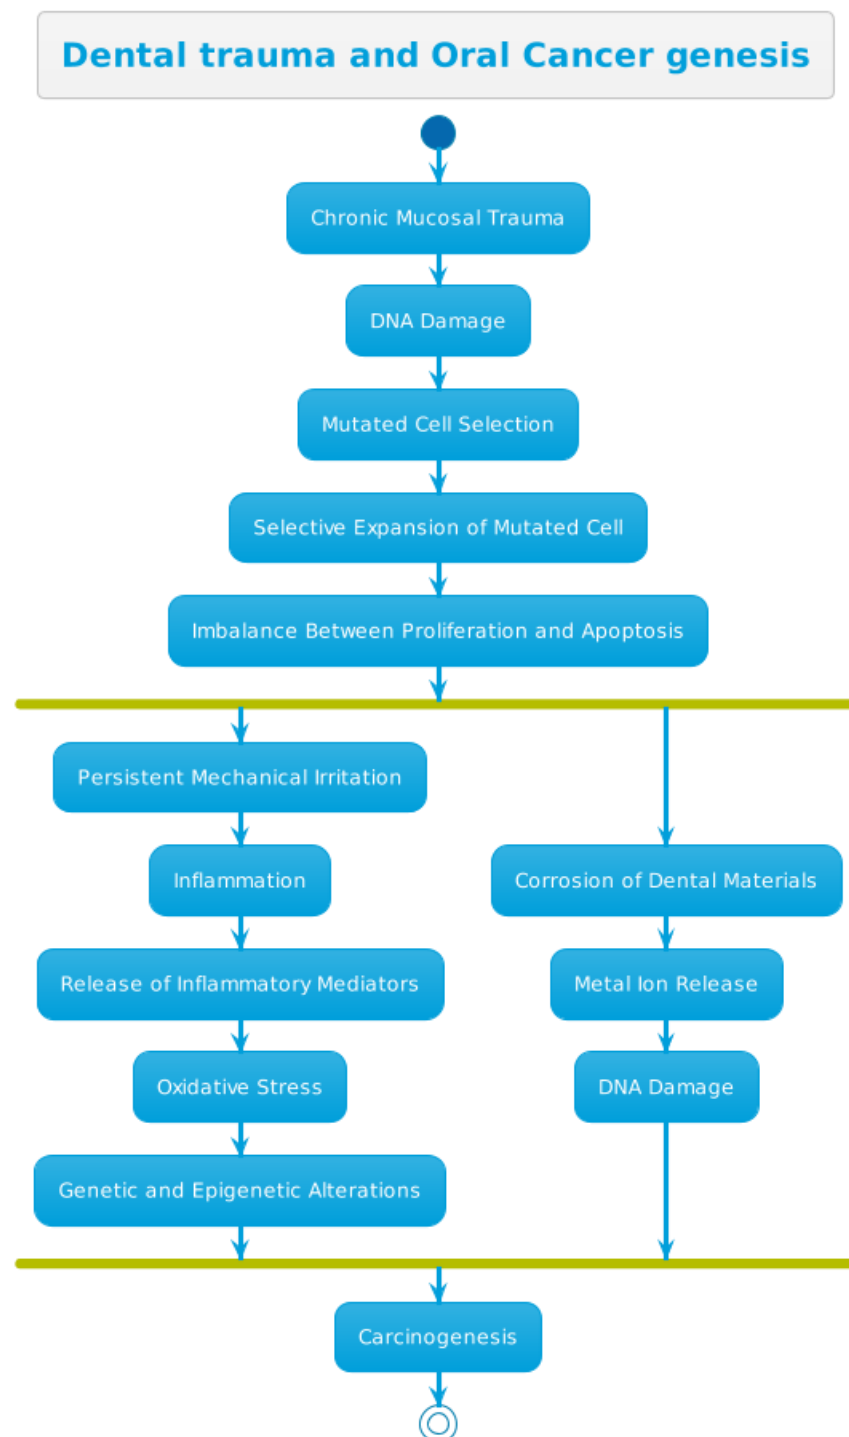 Dental trauma and Oral Cancer genesis
Chronic Mucosal Trauma
DNA Damage
Mutated Cell Selection
Selective Expansion of Mutated Cell
Imbalance Between Proliferation and Apoptosis
Persistent Mechanical Irritation
Inflammation
Release of Inflammatory Mediators
Oxidative Stress
Genetic and Epigenetic Alterations
Corrosion of Dental Materials
Metal Ion Release
DNA Damage
Carcinogenesis